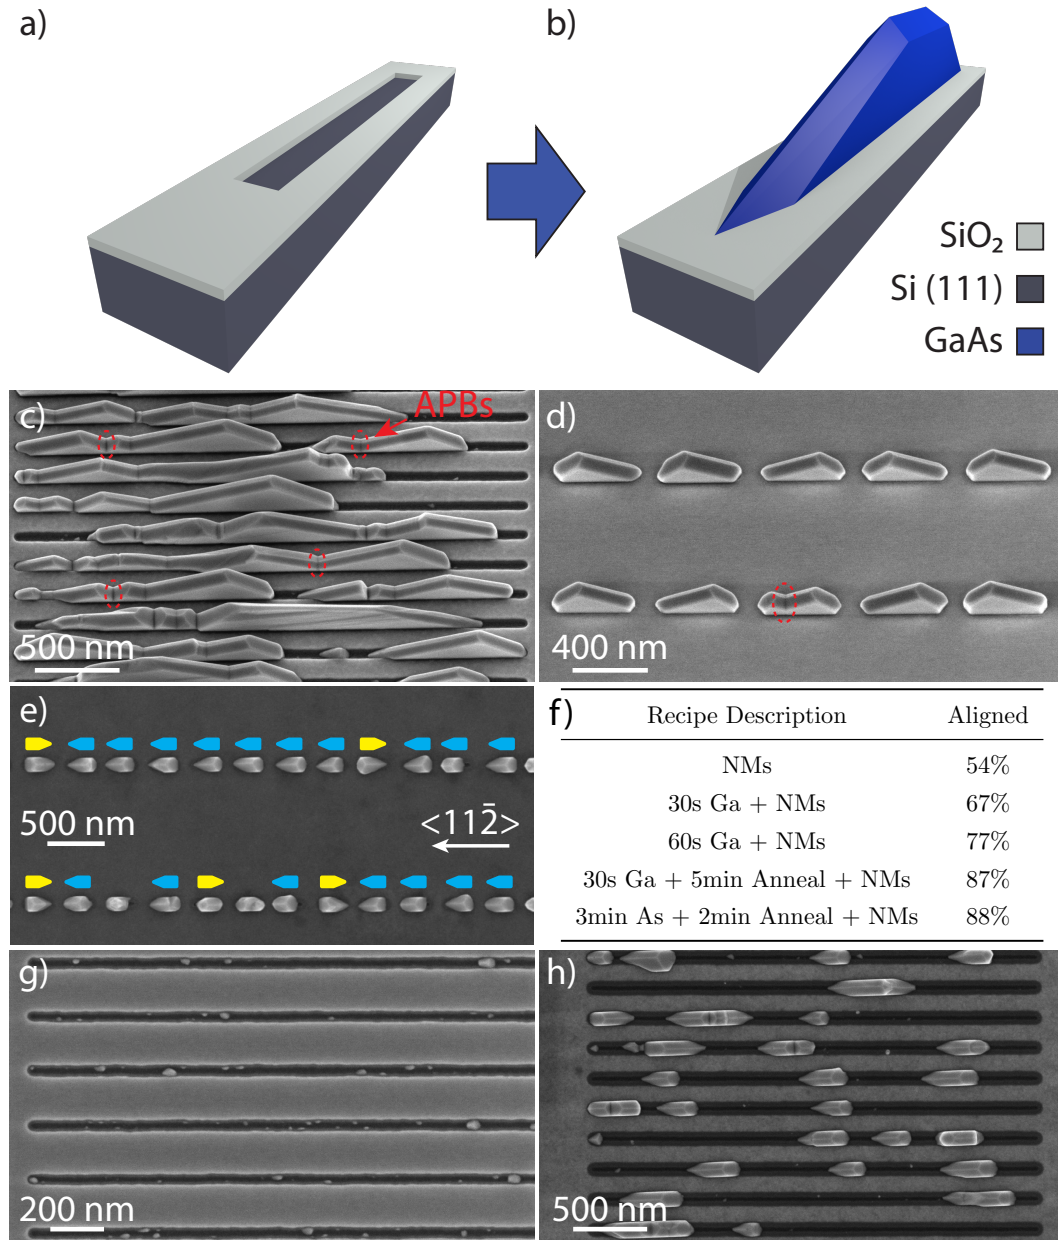 a)
b)
SiO₂
Si (111)
GaAs
c)
APBs
500 nm
d)
400 nm
e)
500 nm
<112̄>
f)
Recipe Description Aligned
NMs 54%
30s Ga + NMs 67%
60s Ga + NMs 77%
30s Ga + 5min Anneal + NMs 87%
3min As + 2min Anneal + NMs 88%
g)
200 nm
h)
500 nm